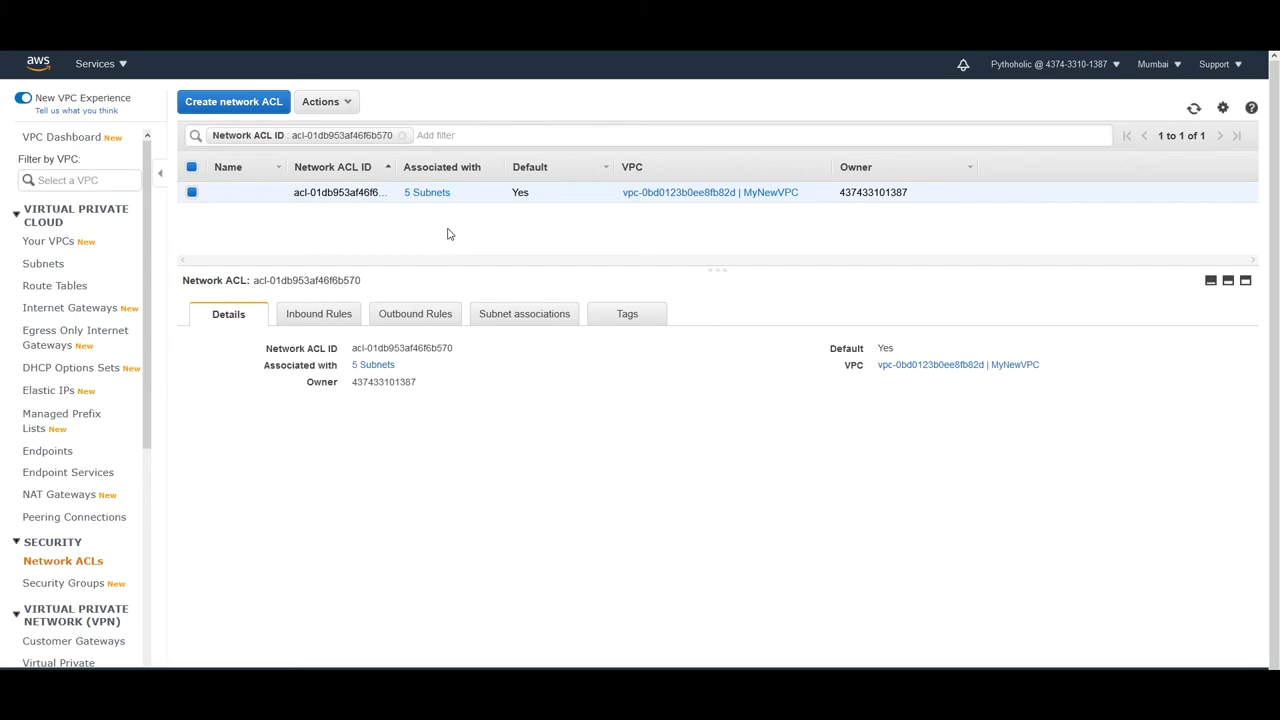 aws
Services
Pythoholic @ 4374-3310-1387
Mumbai
Support
New VPC Experience
Tell us what you think
VPC Dashboard New
Filter by VPC:
Select a VPC
VIRTUAL PRIVATE
CLOUD
Your VPCs New
Subnets
Route Tables
Internet Gateways New
Egress Only Internet
Gateways New
DHCP Options Sets New
Elastic IPs New
Managed Prefix
Lists New
Endpoints
Endpoint Services
NAT Gateways New
Peering Connections
SECURITY
Network ACLs
Security Groups New
VIRTUAL PRIVATE
NETWORK (VPN)
Customer Gateways
Virtual Private
Create network ACL
Actions
Network ACL ID : acl-01db953af46f6b570
Add filter
1 to 1 of 1
Name Network ACL ID Associated with Default VPC Owner
acl-01db953af46f6... 5 Subnets Yes vpc-0bd0123b0ee8fb82d | MyNewVPC 437433101387
Network ACL: acl-01db953af46f6b570
Details Inbound Rules Outbound Rules Subnet associations Tags
Network ACL ID acl-01db953af46f6b570
Associated with 5 Subnets
Owner 437433101387
Default Yes
VPC vpc-0bd0123b0ee8fb82d | MyNewVPC